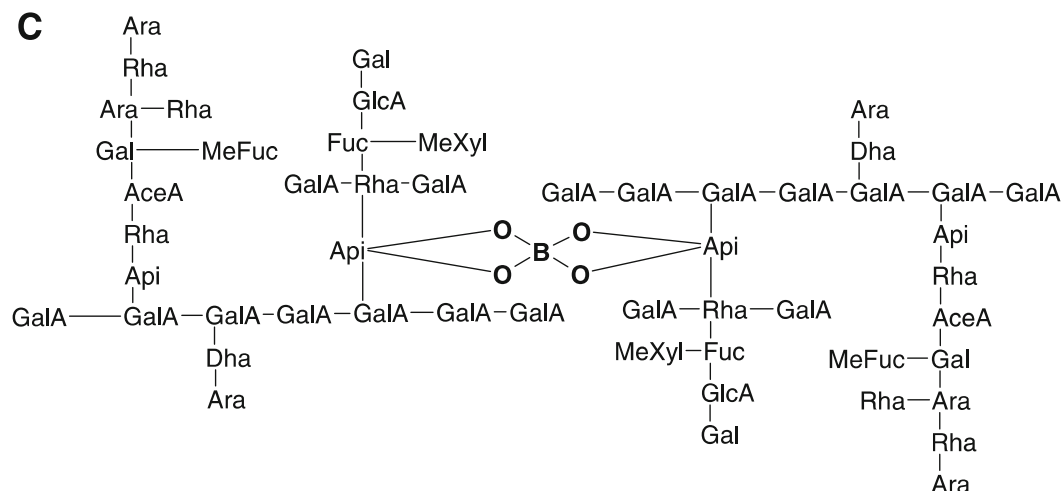 C
Ara
Rha
Ara Rha
Gal MeFuc
AceA
Rha
Api
GalA GalA GalA GalA GalA GalA GalA
Dha
Ara
Gal
GlcA
Fuc MeXyl
GalA Rha GalA
Api
O O
B
O O
Ara
Dha
GalA GalA GalA GalA GalA GalA GalA
Api
GalA Rha GalA
MeXyl Fuc
GlcA
Gal
Api
Rha
AceA
MeFuc Gal
Rha Ara
Rha
Ara